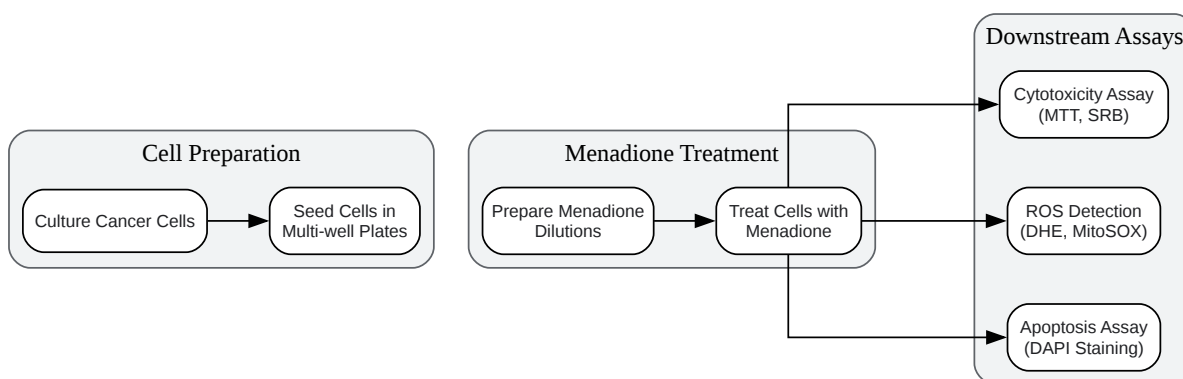 Cell Preparation
Culture Cancer Cells
Seed Cells in
Multi-well Plates
Menadione Treatment
Prepare Menadione
Dilutions
Treat Cells with
Menadione
Downstream Assays
Cytotoxicity Assay
(MTT, SRB)
ROS Detection
(DHE, MitoSOX)
Apoptosis Assay
(DAPI Staining)